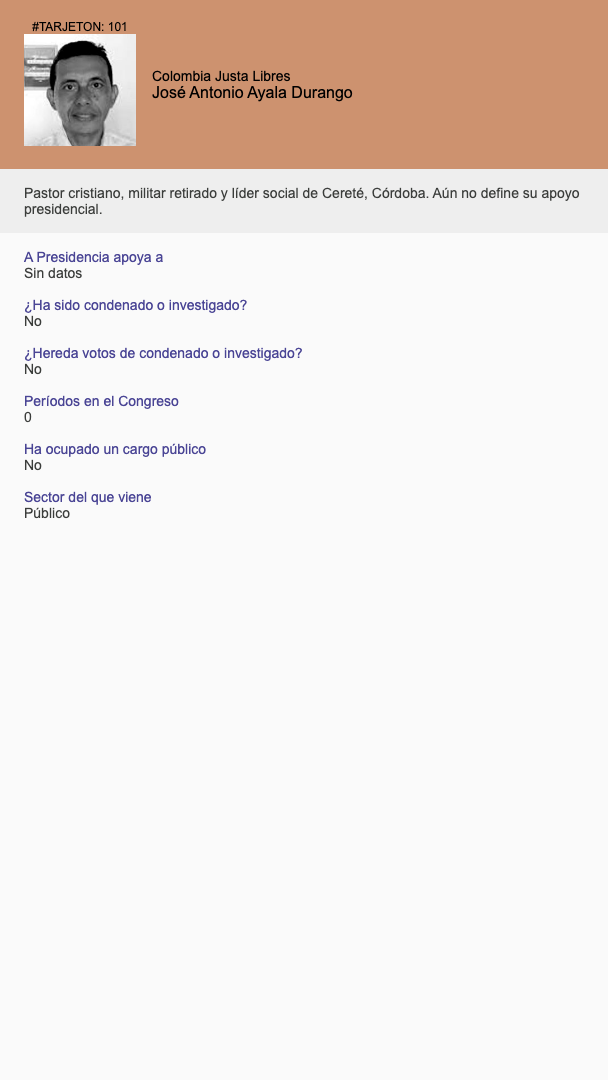 #TARJETON: 101
Colombia Justa Libres
José Antonio Ayala Durango
Pastor cristiano, militar retirado y líder social de Cereté, Córdoba. Aún no define su apoyo
presidencial.
A Presidencia apoya a
Sin datos
¿Ha sido condenado o investigado?
No
¿Hereda votos de condenado o investigado?
No
Períodos en el Congreso
0
Ha ocupado un cargo público
No
Sector del que viene
Público